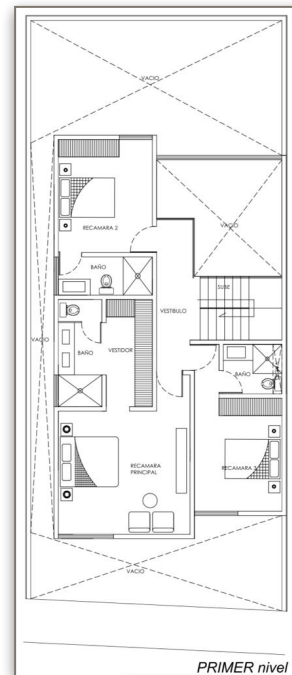 VACIO
RECAMARA 2
VACIO
BAÑO
SUBE
VESTIBULO
VACIO
BAÑO
VESTIDOR
BAÑO
RECAMARA
PRINCIPAL
RECAMARA 3
VACIO
PRIMER nivel